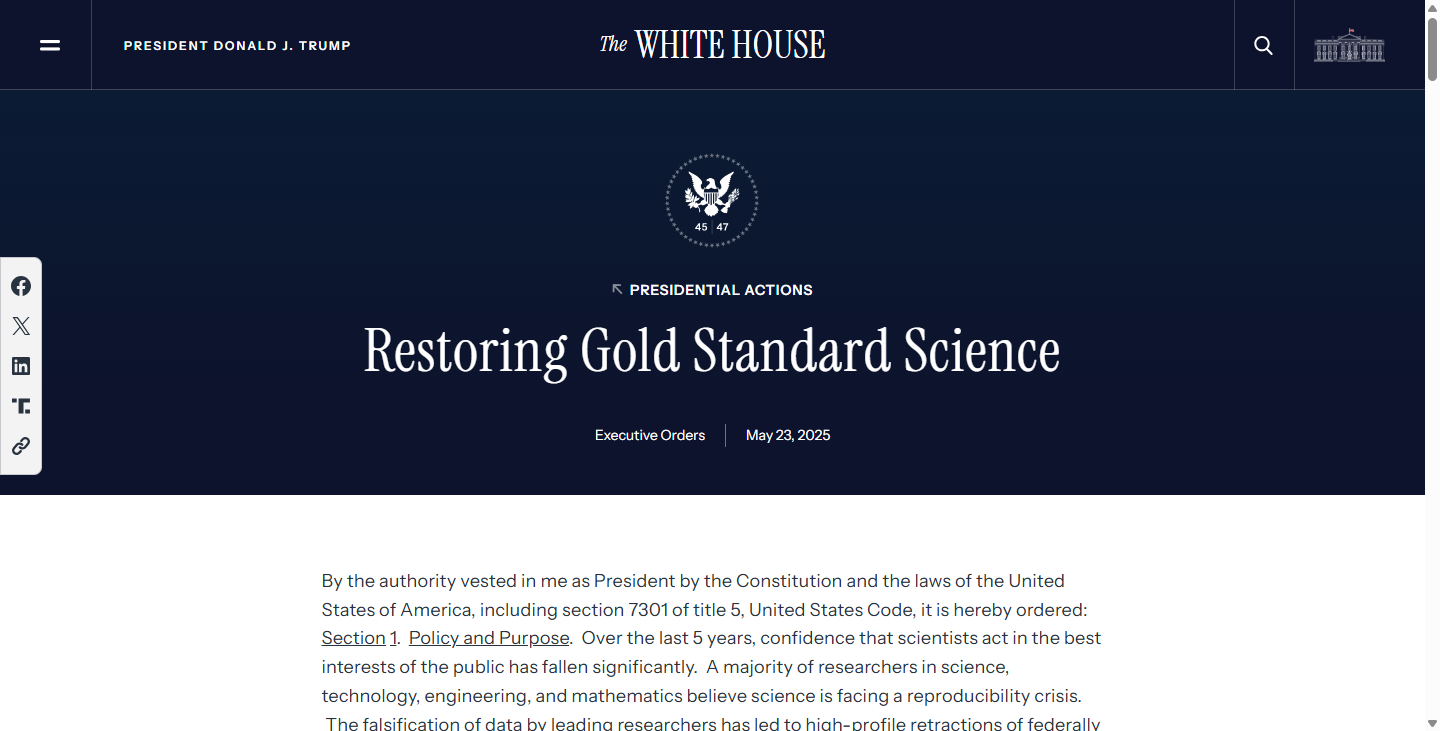 PRESIDENT DONALD J. TRUMP
The WHITE HOUSE
45 47
PRESIDENTIAL ACTIONS
Restoring Gold Standard Science
Executive Orders
May 23, 2025
By the authority vested in me as President by the Constitution and the laws of the United
States of America, including section 7301 of title 5, United States Code, it is hereby ordered:
Section 1.  Policy and Purpose.  Over the last 5 years, confidence that scientists act in the best
interests of the public has fallen significantly.  A majority of researchers in science,
technology, engineering, and mathematics believe science is facing a reproducibility crisis.
The falsification of data by leading researchers has led to high-profile retractions of federally